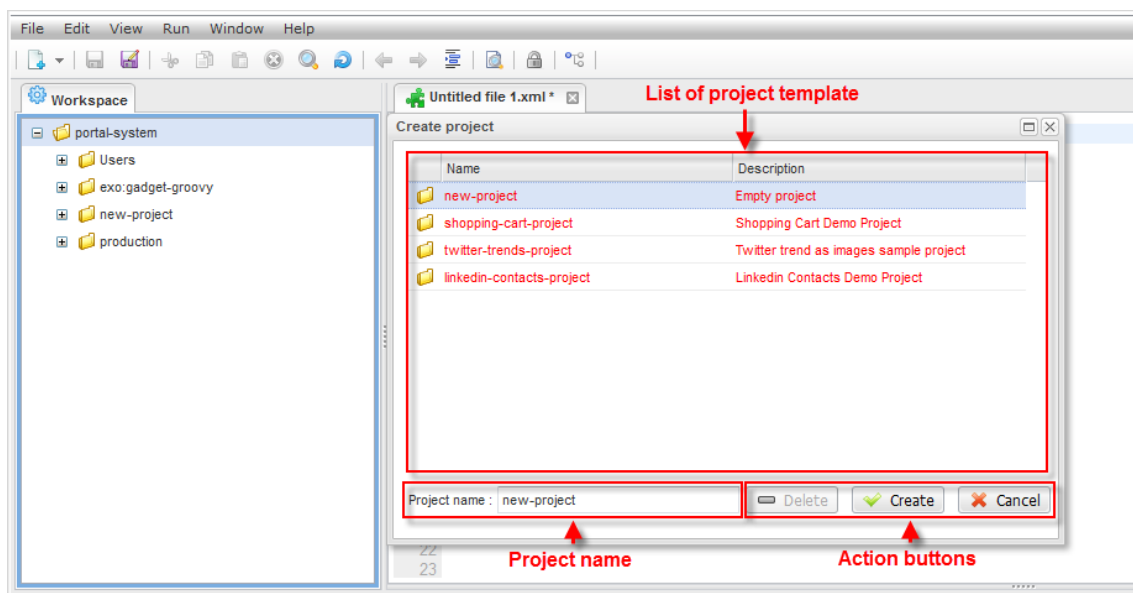 File Edit View Run Window Help
Workspace
Untitled file 1.xml *
List of project template
portal-system
Users
exo:gadget-groovy
new-project
production
Create project
Name Description
new-project Empty project
shopping-cart-project Shopping Cart Demo Project
twitter-trends-project Twitter trend as images sample project
linkedin-contacts-project Linkedin Contacts Demo Project
Project name : new-project Delete Create Cancel
22
23
Project name Action buttons